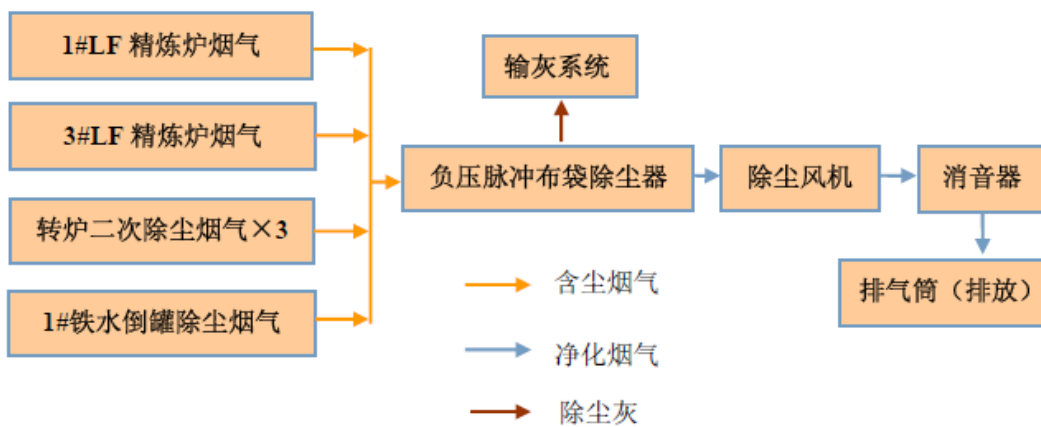 1#LF 精炼炉烟气
3#LF 精炼炉烟气
转炉二次除尘烟气×3
1#铁水倒罐除尘烟气
输灰系统
负压脉冲布袋除尘器
除尘风机
消音器
排气筒（排放）
含尘烟气
净化烟气
除尘灰